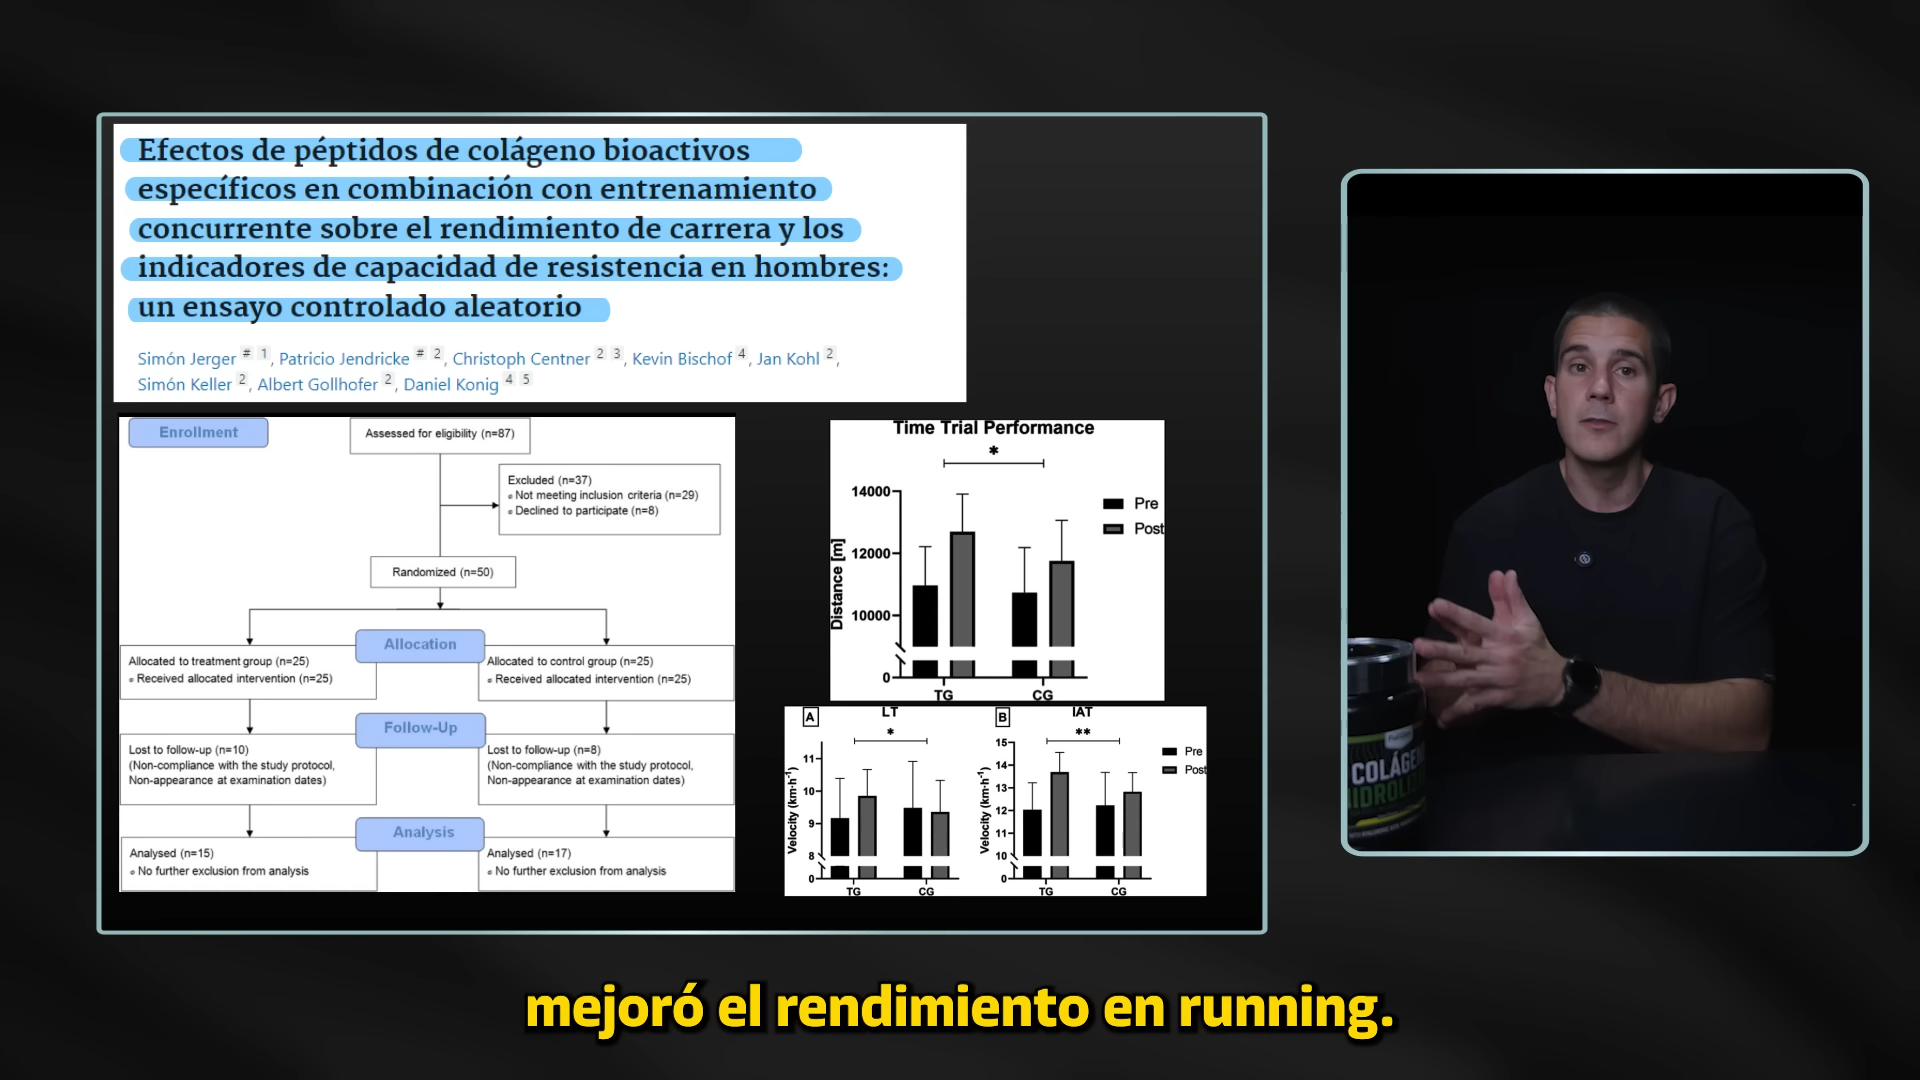 Efectos de péptidos de colágeno bioactivos
específicos en combinación con entrenamiento
concurrente sobre el rendimiento de carrera y los
indicadores de capacidad de resistencia en hombres:
un ensayo controlado aleatorio
Simón Jerger # 1, Patricio Jendricke # 2, Christoph Centner 2 3, Kevin Bischof 4, Jan Kohl 2,
Simón Keller 2, Albert Gollhofer 2, Daniel Konig 4 5
Enrollment
Assessed for eligibility (n=87)
Excluded (n=37)
Not meeting inclusion criteria (n=29)
Declined to participate (n=8)
Randomized (n=50)
Allocation
Allocated to treatment group (n=25)
Received allocated intervention (n=25)
Allocated to control group (n=25)
Received allocated intervention (n=25)
Follow-Up
Lost to follow-up (n=10)
(Non-compliance with the study protocol,
Non-appearance at examination dates)
Lost to follow-up (n=8)
(Non-compliance with the study protocol,
Non-appearance at examination dates)
Analysis
Analysed (n=15)
No further exclusion from analysis
Analysed (n=17)
No further exclusion from analysis
Time Trial Performance
*
Distance [m]
14000
12000
10000
0
TG
CG
Pre
Post
A
LT
*
Velocity (km·h-1)
11
10
9
8
0
TG
CG
B
IAT
**
Velocity (km·h-1)
15
14
13
12
11
10
0
TG
CG
Pre
Post
COLÁGEN
HIDROLI
mejoró el rendimiento en running.